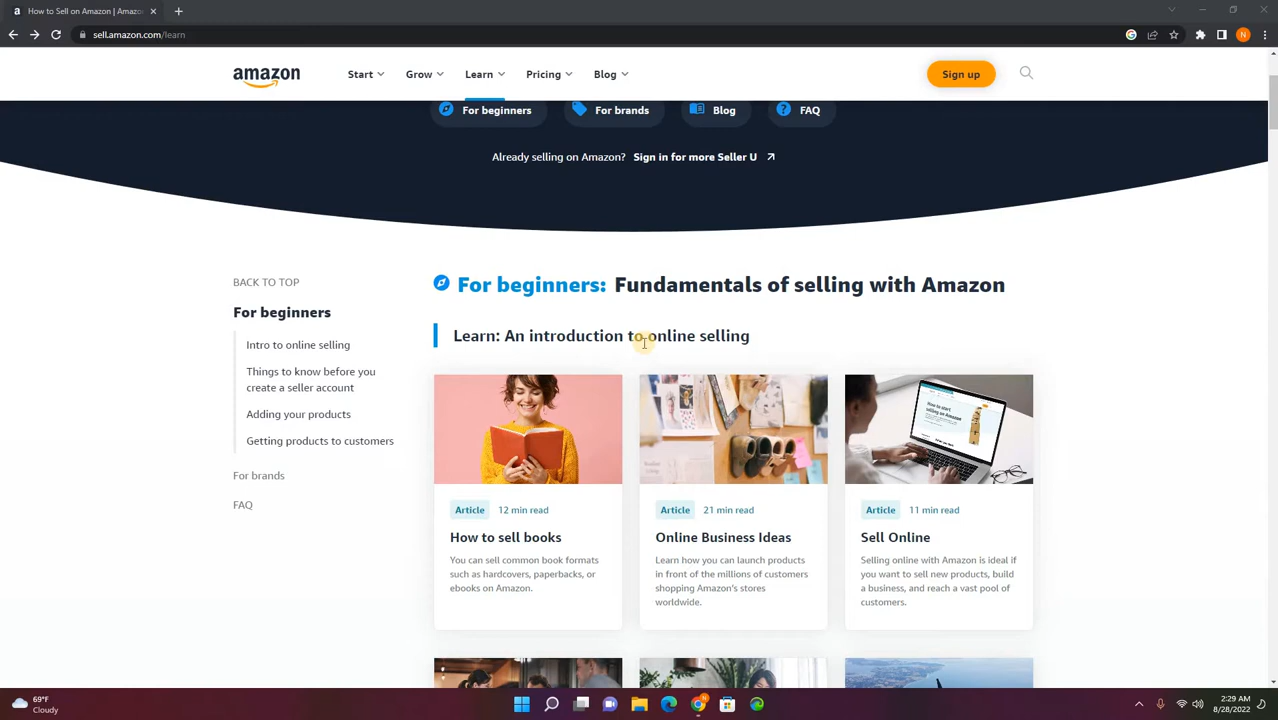 How to Sell on Amazon | Amazo
sell.amazon.com/learn
N
amazon
Start
Grow
Learn
Pricing
Blog
Sign up
For beginners
For brands
Blog
FAQ
Already selling on Amazon? Sign in for more Seller U
BACK TO TOP
For beginners
Intro to online selling
Things to know before you
create a seller account
Adding your products
Getting products to customers
For brands
FAQ
For beginners: Fundamentals of selling with Amazon
Learn: An introduction to online selling
Article 12 min read
How to sell books
You can sell common book formats
such as hardcovers, paperbacks, or
ebooks on Amazon.
Article 21 min read
Online Business Ideas
Learn how you can launch products
in front of the millions of customers
shopping Amazon's stores
worldwide.
Article 11 min read
Sell Online
Selling online with Amazon is ideal if
you want to sell new products, build
a business, and reach a vast pool of
customers.
69°F
Cloudy
2:29 AM
8/28/2022